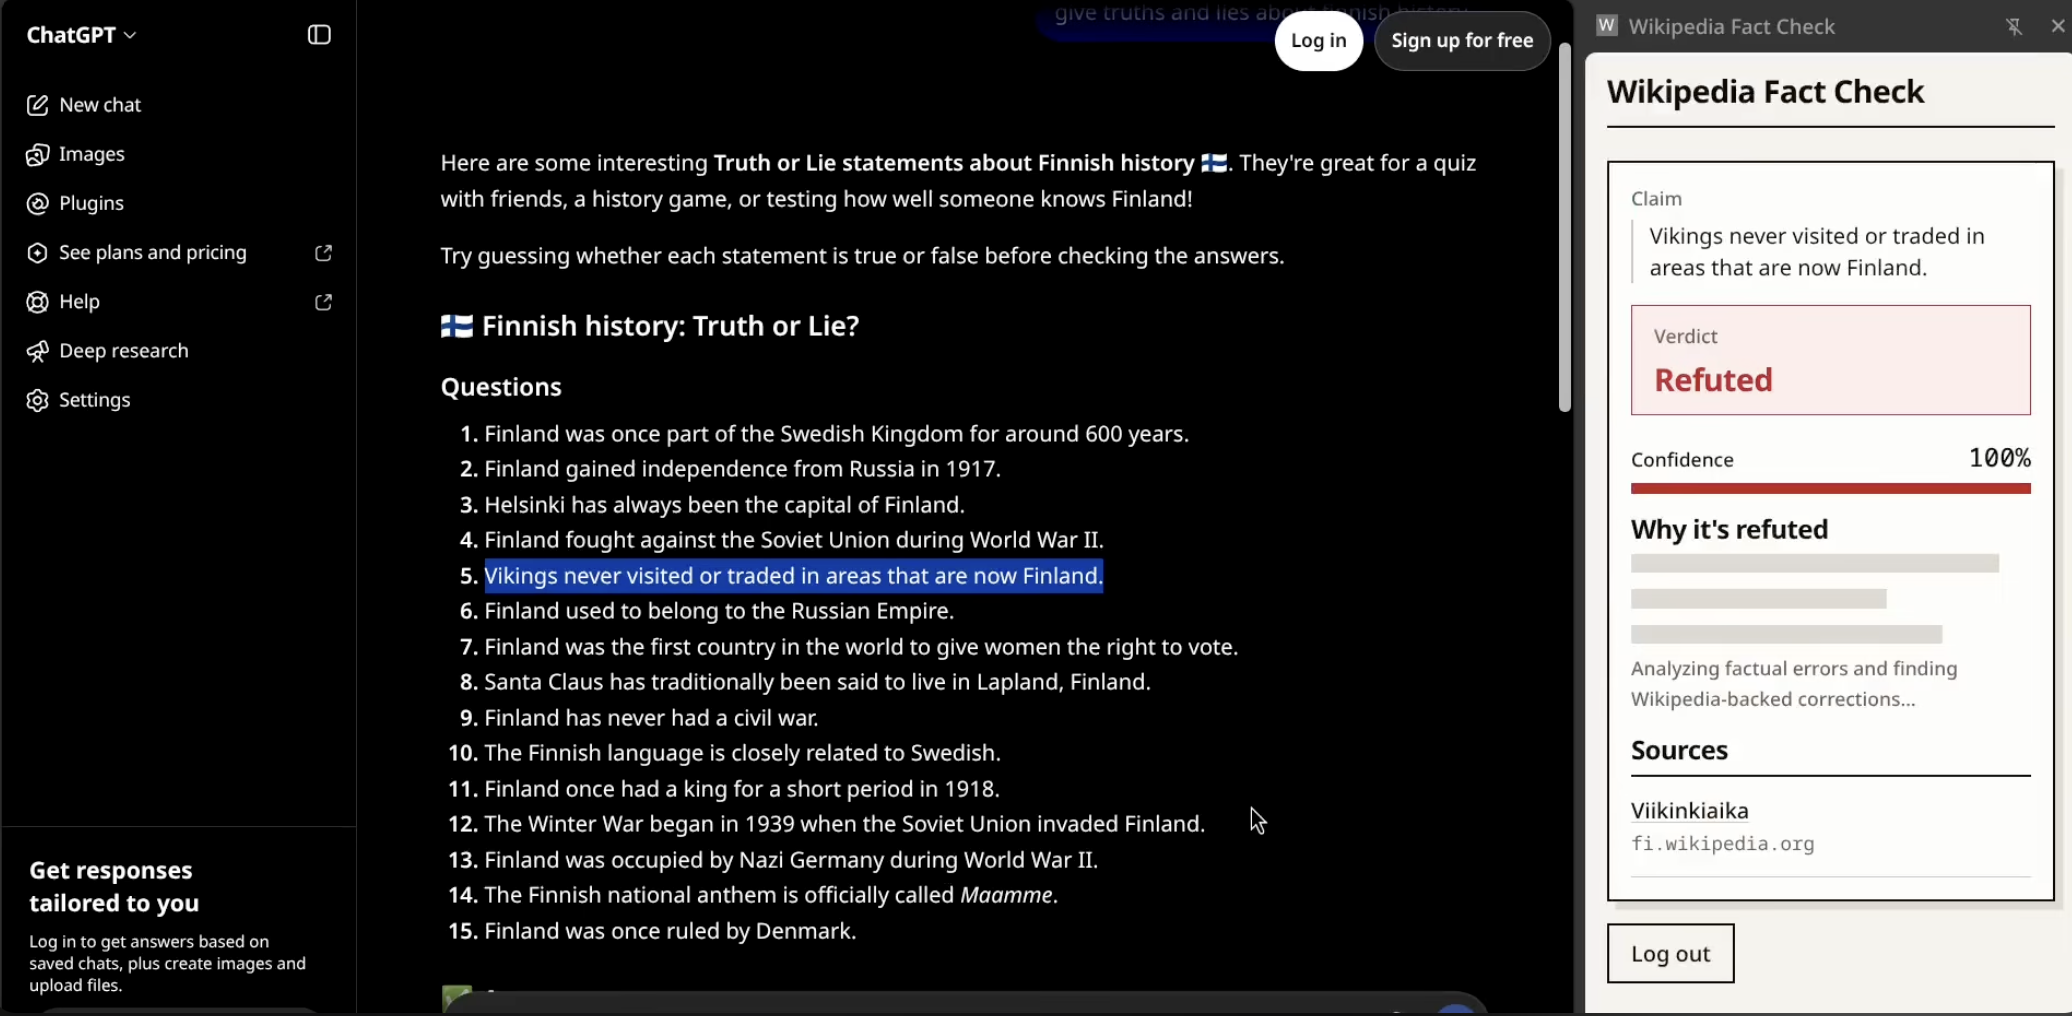 ChatGPT
New chat
Images
Plugins
See plans and pricing
Help
Deep research
Settings
Get responses
tailored to you
Log in to get answers based on
saved chats, plus create images and
upload files.
give truths and lies about finnish history
Log in
Sign up for free
Here are some interesting Truth or Lie statements about Finnish history 🇫🇮. They're great for a quiz
with friends, a history game, or testing how well someone knows Finland!
Try guessing whether each statement is true or false before checking the answers.
🇫🇮 Finnish history: Truth or Lie?
Questions
1. Finland was once part of the Swedish Kingdom for around 600 years.
2. Finland gained independence from Russia in 1917.
3. Helsinki has always been the capital of Finland.
4. Finland fought against the Soviet Union during World War II.
5. Vikings never visited or traded in areas that are now Finland.
6. Finland used to belong to the Russian Empire.
7. Finland was the first country in the world to give women the right to vote.
8. Santa Claus has traditionally been said to live in Lapland, Finland.
9. Finland has never had a civil war.
10. The Finnish language is closely related to Swedish.
11. Finland once had a king for a short period in 1918.
12. The Winter War began in 1939 when the Soviet Union invaded Finland.
13. Finland was occupied by Nazi Germany during World War II.
14. The Finnish national anthem is officially called Maamme.
15. Finland was once ruled by Denmark.
W Wikipedia Fact Check
Wikipedia Fact Check
Claim
Vikings never visited or traded in
areas that are now Finland.
Verdict
Refuted
Confidence 100%
Why it's refuted
Analyzing factual errors and finding
Wikipedia-backed corrections...
Sources
Viikinkiaika
fi.wikipedia.org
Log out